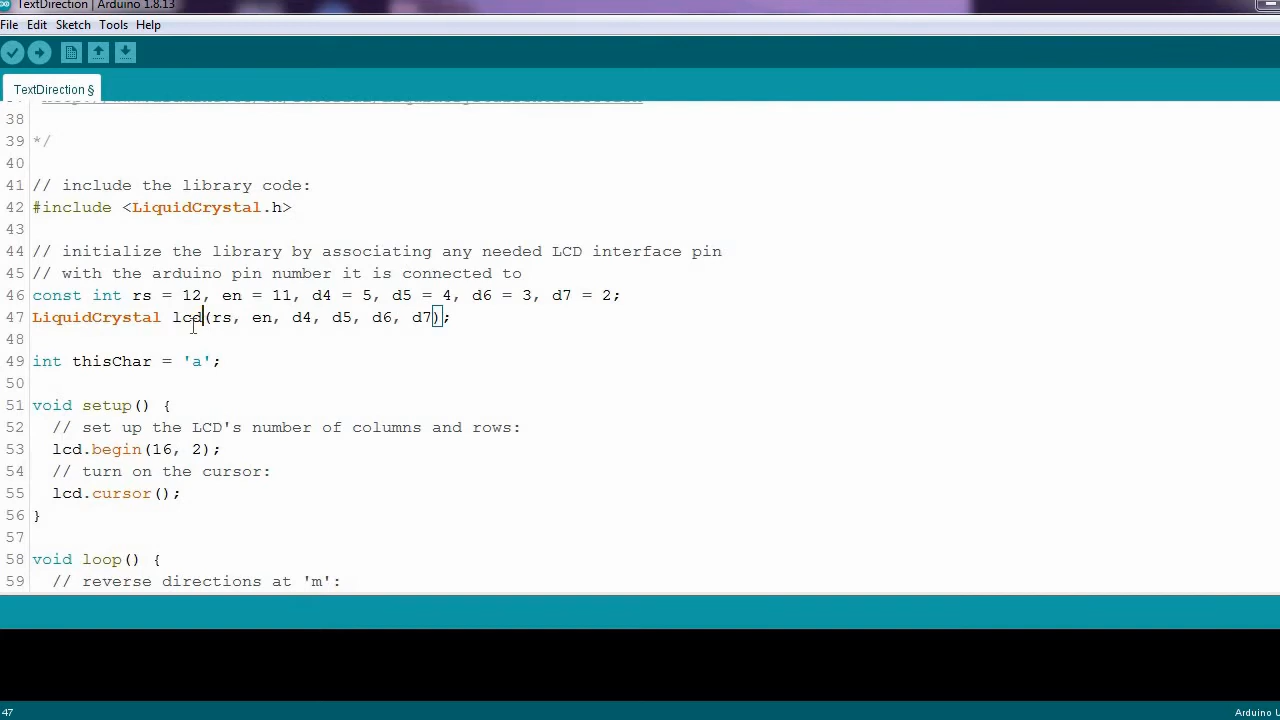 TextDirection | Arduino 1.8.13
File Edit Sketch Tools Help
TextDirection §
38
39 */
40
41 // include the library code:
42 #include <LiquidCrystal.h>
43
44 // initialize the library by associating any needed LCD interface pin
45 // with the arduino pin number it is connected to
46 const int rs = 12, en = 11, d4 = 5, d5 = 4, d6 = 3, d7 = 2;
47 LiquidCrystal lcd(rs, en, d4, d5, d6, d7);
48
49 int thisChar = 'a';
50
51 void setup() {
52 // set up the LCD's number of columns and rows:
53 lcd.begin(16, 2);
54 // turn on the cursor:
55 lcd.cursor();
56 }
57
58 void loop() {
59 // reverse directions at 'm':
47 Arduino U